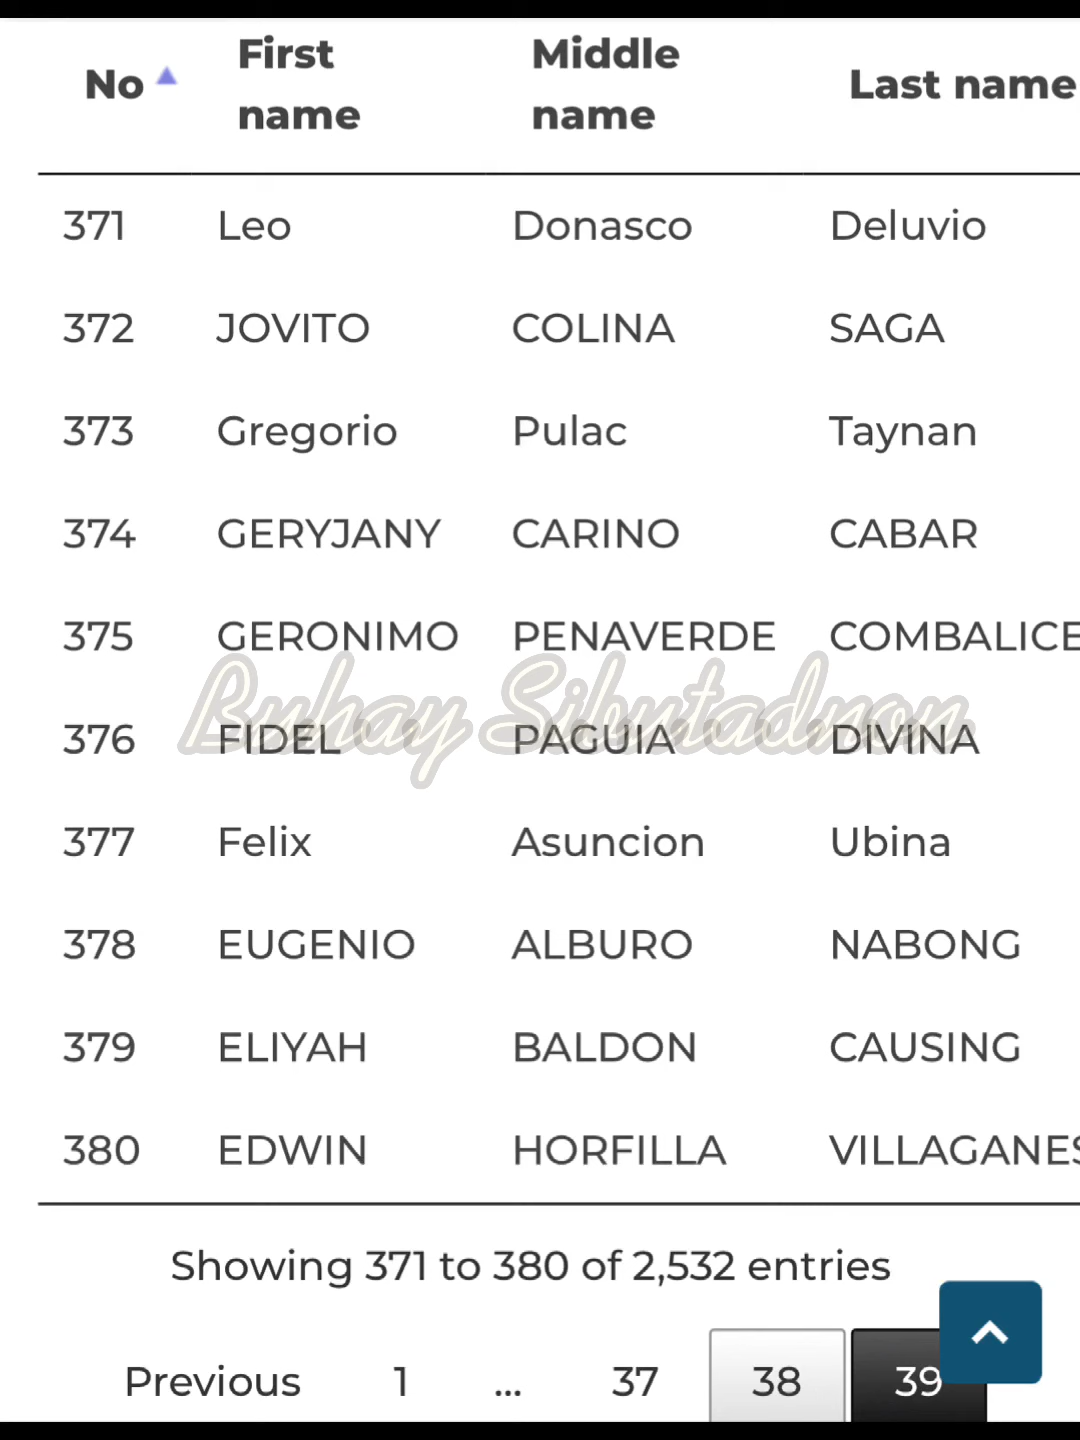 No First name Middle name Last name
371 Leo Donasco Deluvio
372 JOVITO COLINA SAGA
373 Gregorio Pulac Taynan
374 GERYJANY CARINO CABAR
375 GERONIMO PENAVERDE COMBALICE
376 FIDEL PAGUIA DIVINA
Buhay Sibutadnon
377 Felix Asuncion Ubina
378 EUGENIO ALBURO NABONG
379 ELIYAH BALDON CAUSING
380 EDWIN HORFILLA VILLAGANES
Showing 371 to 380 of 2,532 entries
Previous 1 ... 37 38 39